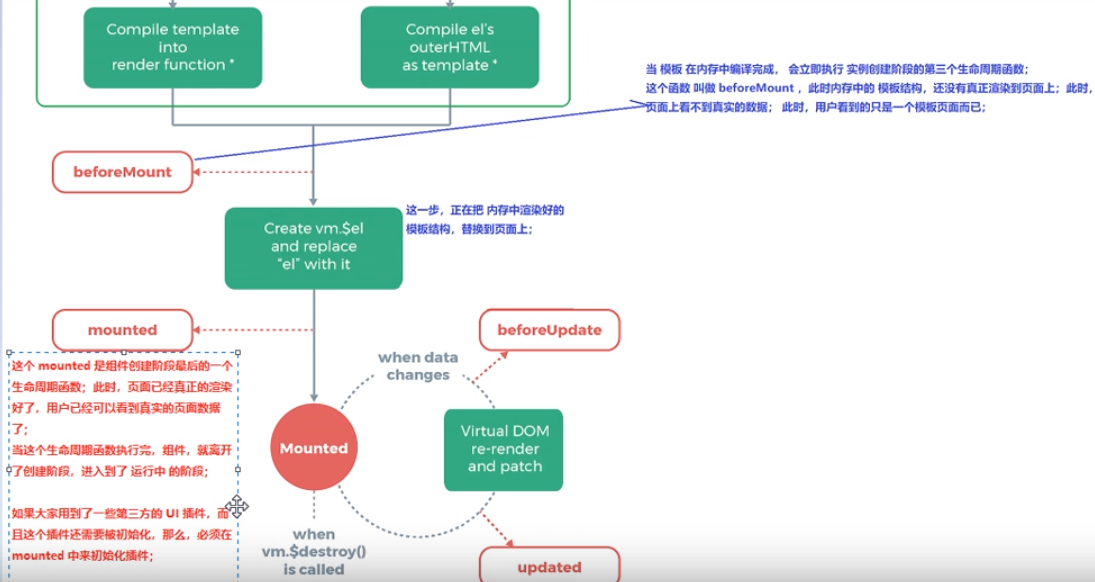 Compile template
into
render function *
Compile el's
outerHTML
as template *
当 模板 在内存中编译完成， 会立即执行 实例创建阶段的第三个生命周期函数；
这个函数 叫做 beforeMount ，此时内存中的 模板结构，还没有真正渲染到页面上；此时，
页面上看不到真实的数据； 此时，用户看到的只是一个模板页面而已；
beforeMount
这一步，正在把 内存中渲染好的
模板结构，替换到页面上；
Create vm.$el
and replace
"el" with it
mounted
beforeUpdate
when data
changes
这个 mounted 是组件创建阶段最后的一个
生命周期函数；此时，页面已经真正的渲染
好了，用户已经可以看到真实的页面数据
了；
当这个生命周期函数执行完，组件，就离开
了创建阶段，进入到了 运行中 的阶段；
如果大家用到了一些第三方的 UI 插件，而
且这个插件还需要被初始化，那么，必须在
mounted 中来初始化插件；
Mounted
Virtual DOM
re-render
and patch
when
vm.$destroy()
is called
updated